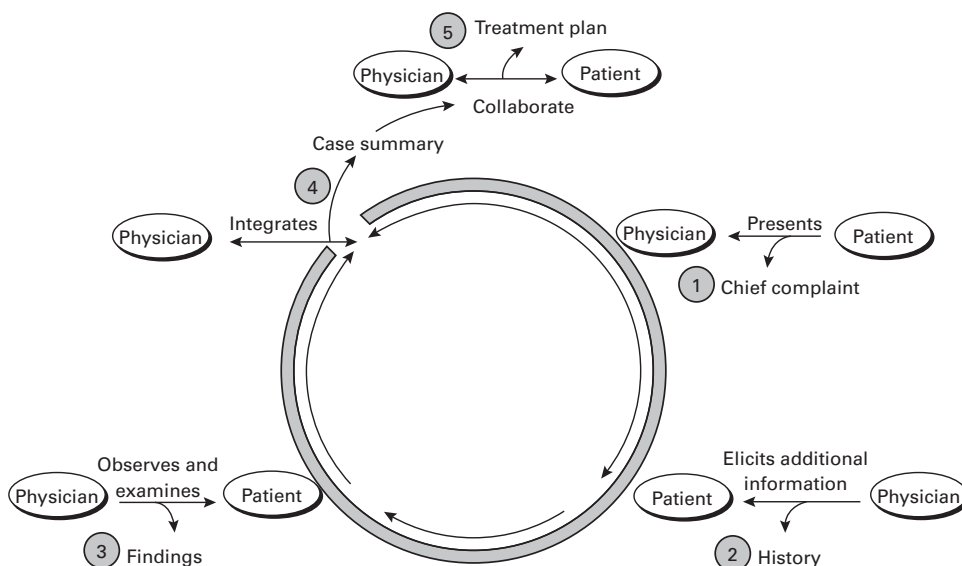 5
Treatment plan
Physician
Patient
Collaborate
Case summary
4
Physician
Integrates
Physician
Presents
Patient
1
Chief complaint
Physician
Observes and
examines
Patient
3
Findings
Patient
Elicits additional
information
Physician
2
History